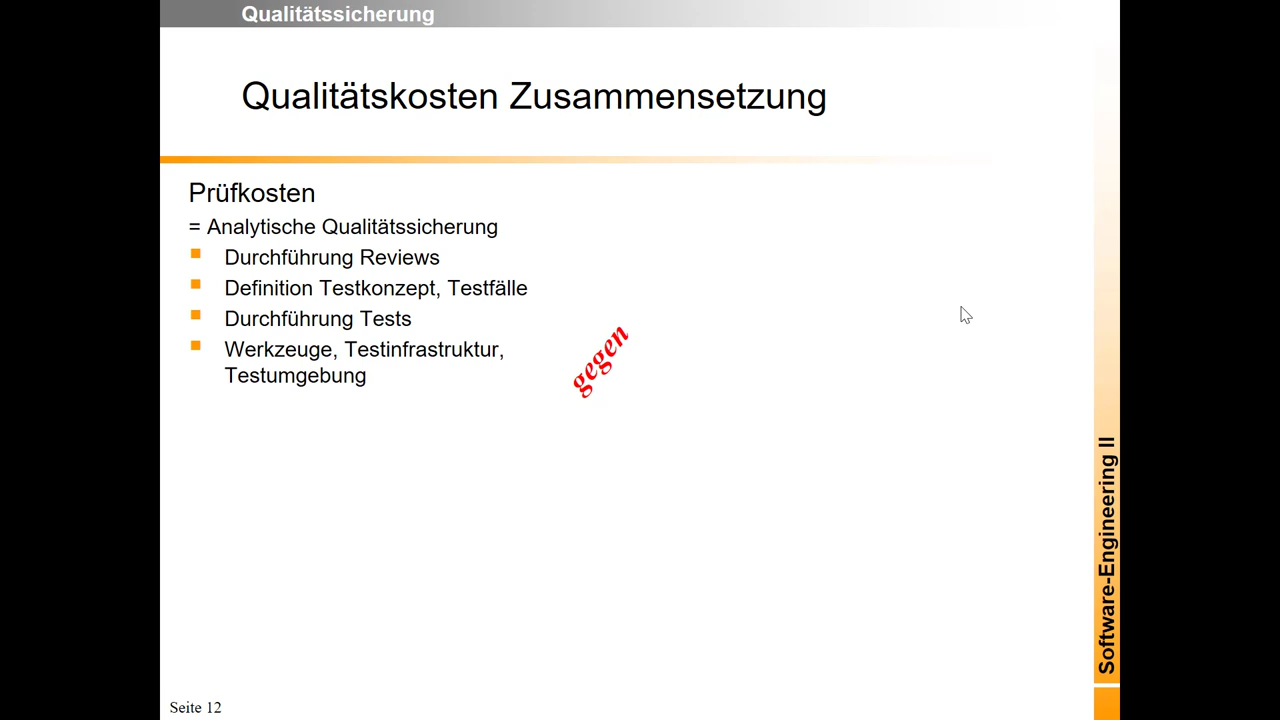 Qualitätssicherung
Qualitätskosten Zusammensetzung
Prüfkosten
= Analytische Qualitätssicherung
Durchführung Reviews
Definition Testkonzept, Testfälle
Durchführung Tests
Werkzeuge, Testinfrastruktur,
Testumgebung
gegen
Software-Engineering II
Seite 12